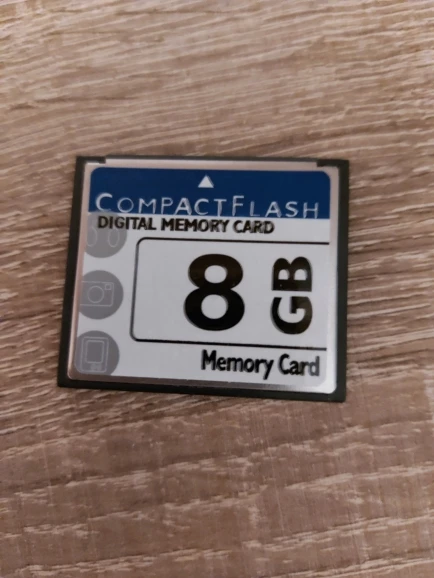 COMPACTFLASH
DIGITAL MEMORY CARD
8 GB
Memory Card